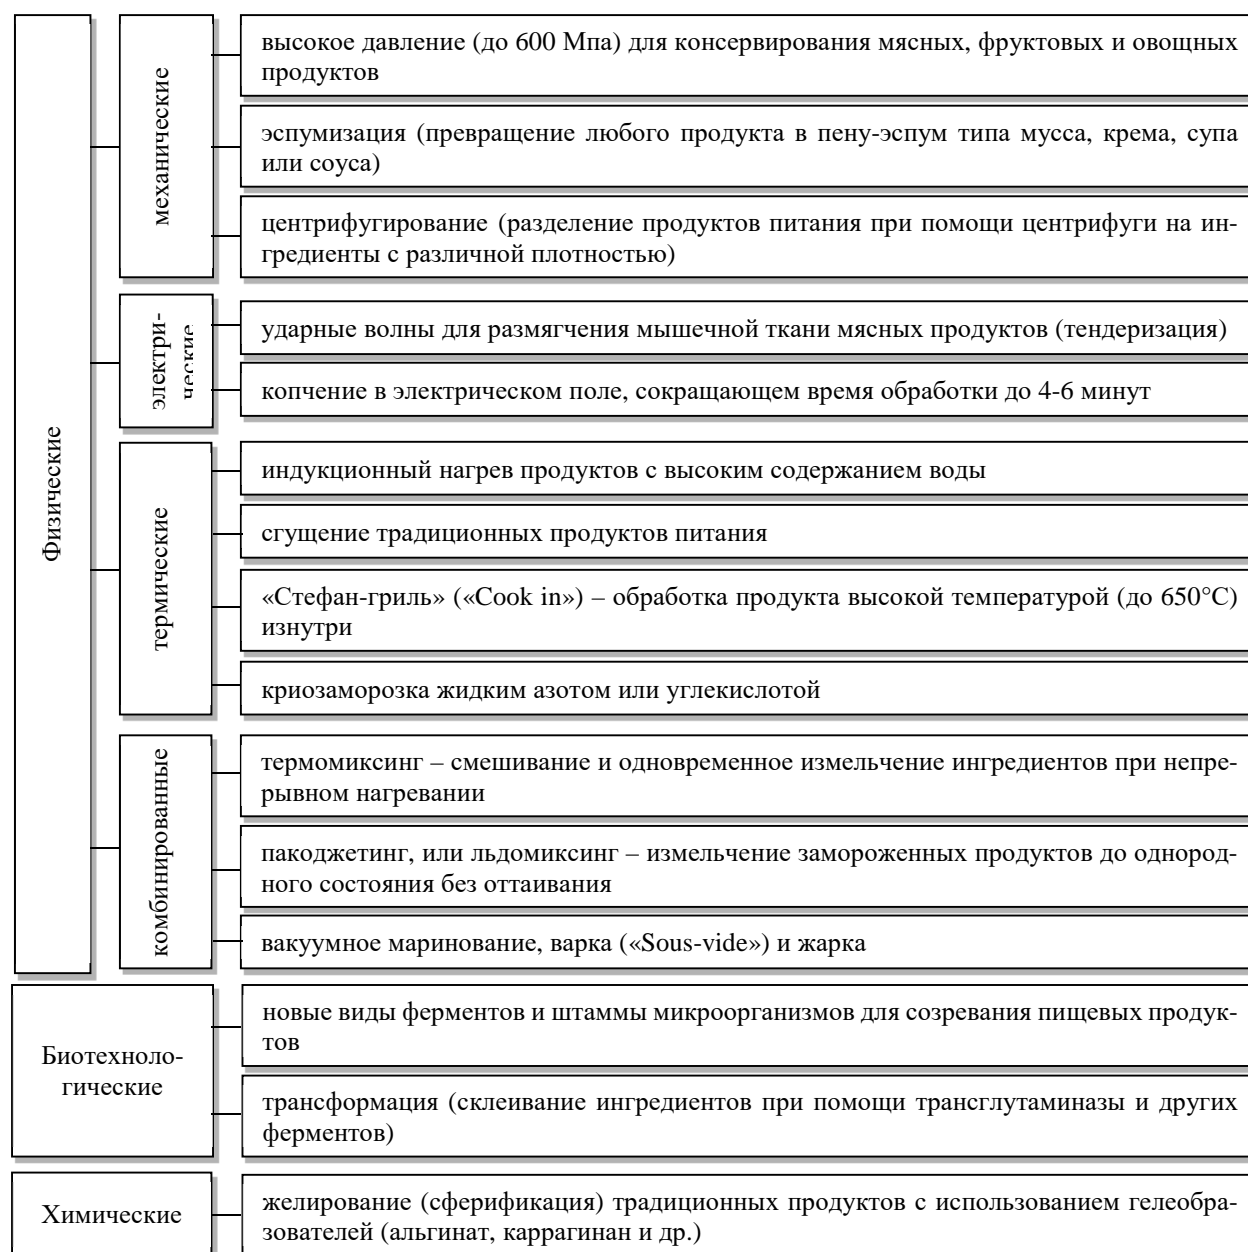 Физические
механические
высокое давление (до 600 Мпа) для консервирования мясных, фруктовых и овощных
продуктов
эспумизация (превращение любого продукта в пену-эспум типа мусса, крема, супа
или соуса)
центрифугирование (разделение продуктов питания при помощи центрифуги на ин-
гредиенты с различной плотностью)
электри-
ческие
ударные волны для размягчения мышечной ткани мясных продуктов (тендеризация)
копчение в электрическом поле, сокращающем время обработки до 4-6 минут
термические
индукционный нагрев продуктов с высоким содержанием воды
сгущение традиционных продуктов питания
«Стефан-гриль» («Cook in») – обработка продукта высокой температурой (до 650°С)
изнутри
криозаморозка жидким азотом или углекислотой
комбинированные
термомиксинг – смешивание и одновременное измельчение ингредиентов при непре-
рывном нагревании
пакоджетинг, или льдомиксинг – измельчение замороженных продуктов до однород-
ного состояния без оттаивания
вакуумное маринование, варка («Sous-vide») и жарка
Биотехноло-
гические
новые виды ферментов и штаммы микроорганизмов для созревания пищевых продук-
тов
трансформация (склеивание ингредиентов при помощи трансглутаминазы и других
ферментов)
Химические
желирование (сферификация) традиционных продуктов с использованием гелеобра-
зователей (альгинат, каррагинан и др.)